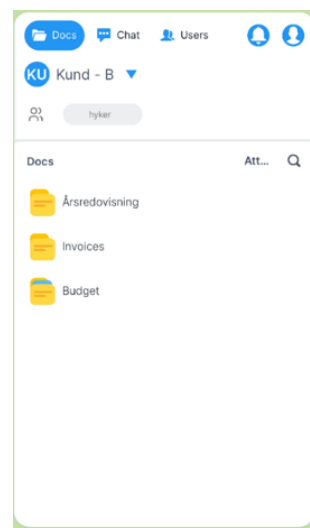 Docs Chat Users
KU Kund - B
hyker
Docs Att...
Årsredovisning
Invoices
Budget